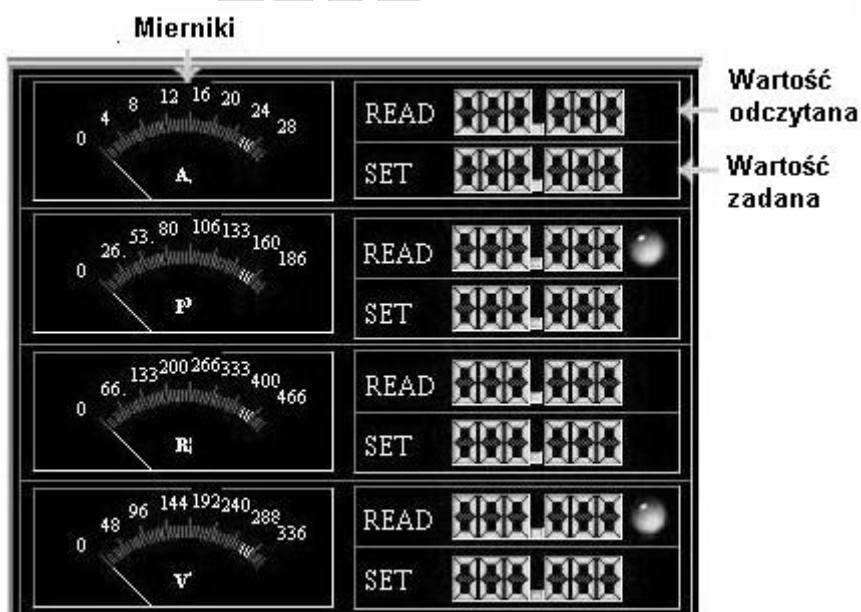 Mierniki
0 4 8 12 16 20 24 28
A
READ
SET
Wartość
odczytana
Wartość
zadana
0 26. 53. 80 106 133 160 186
P
READ
SET
0 66. 133 200 266 333 400 466
R
READ
SET
0 48 96 144 192 240 288 336
V
READ
SET